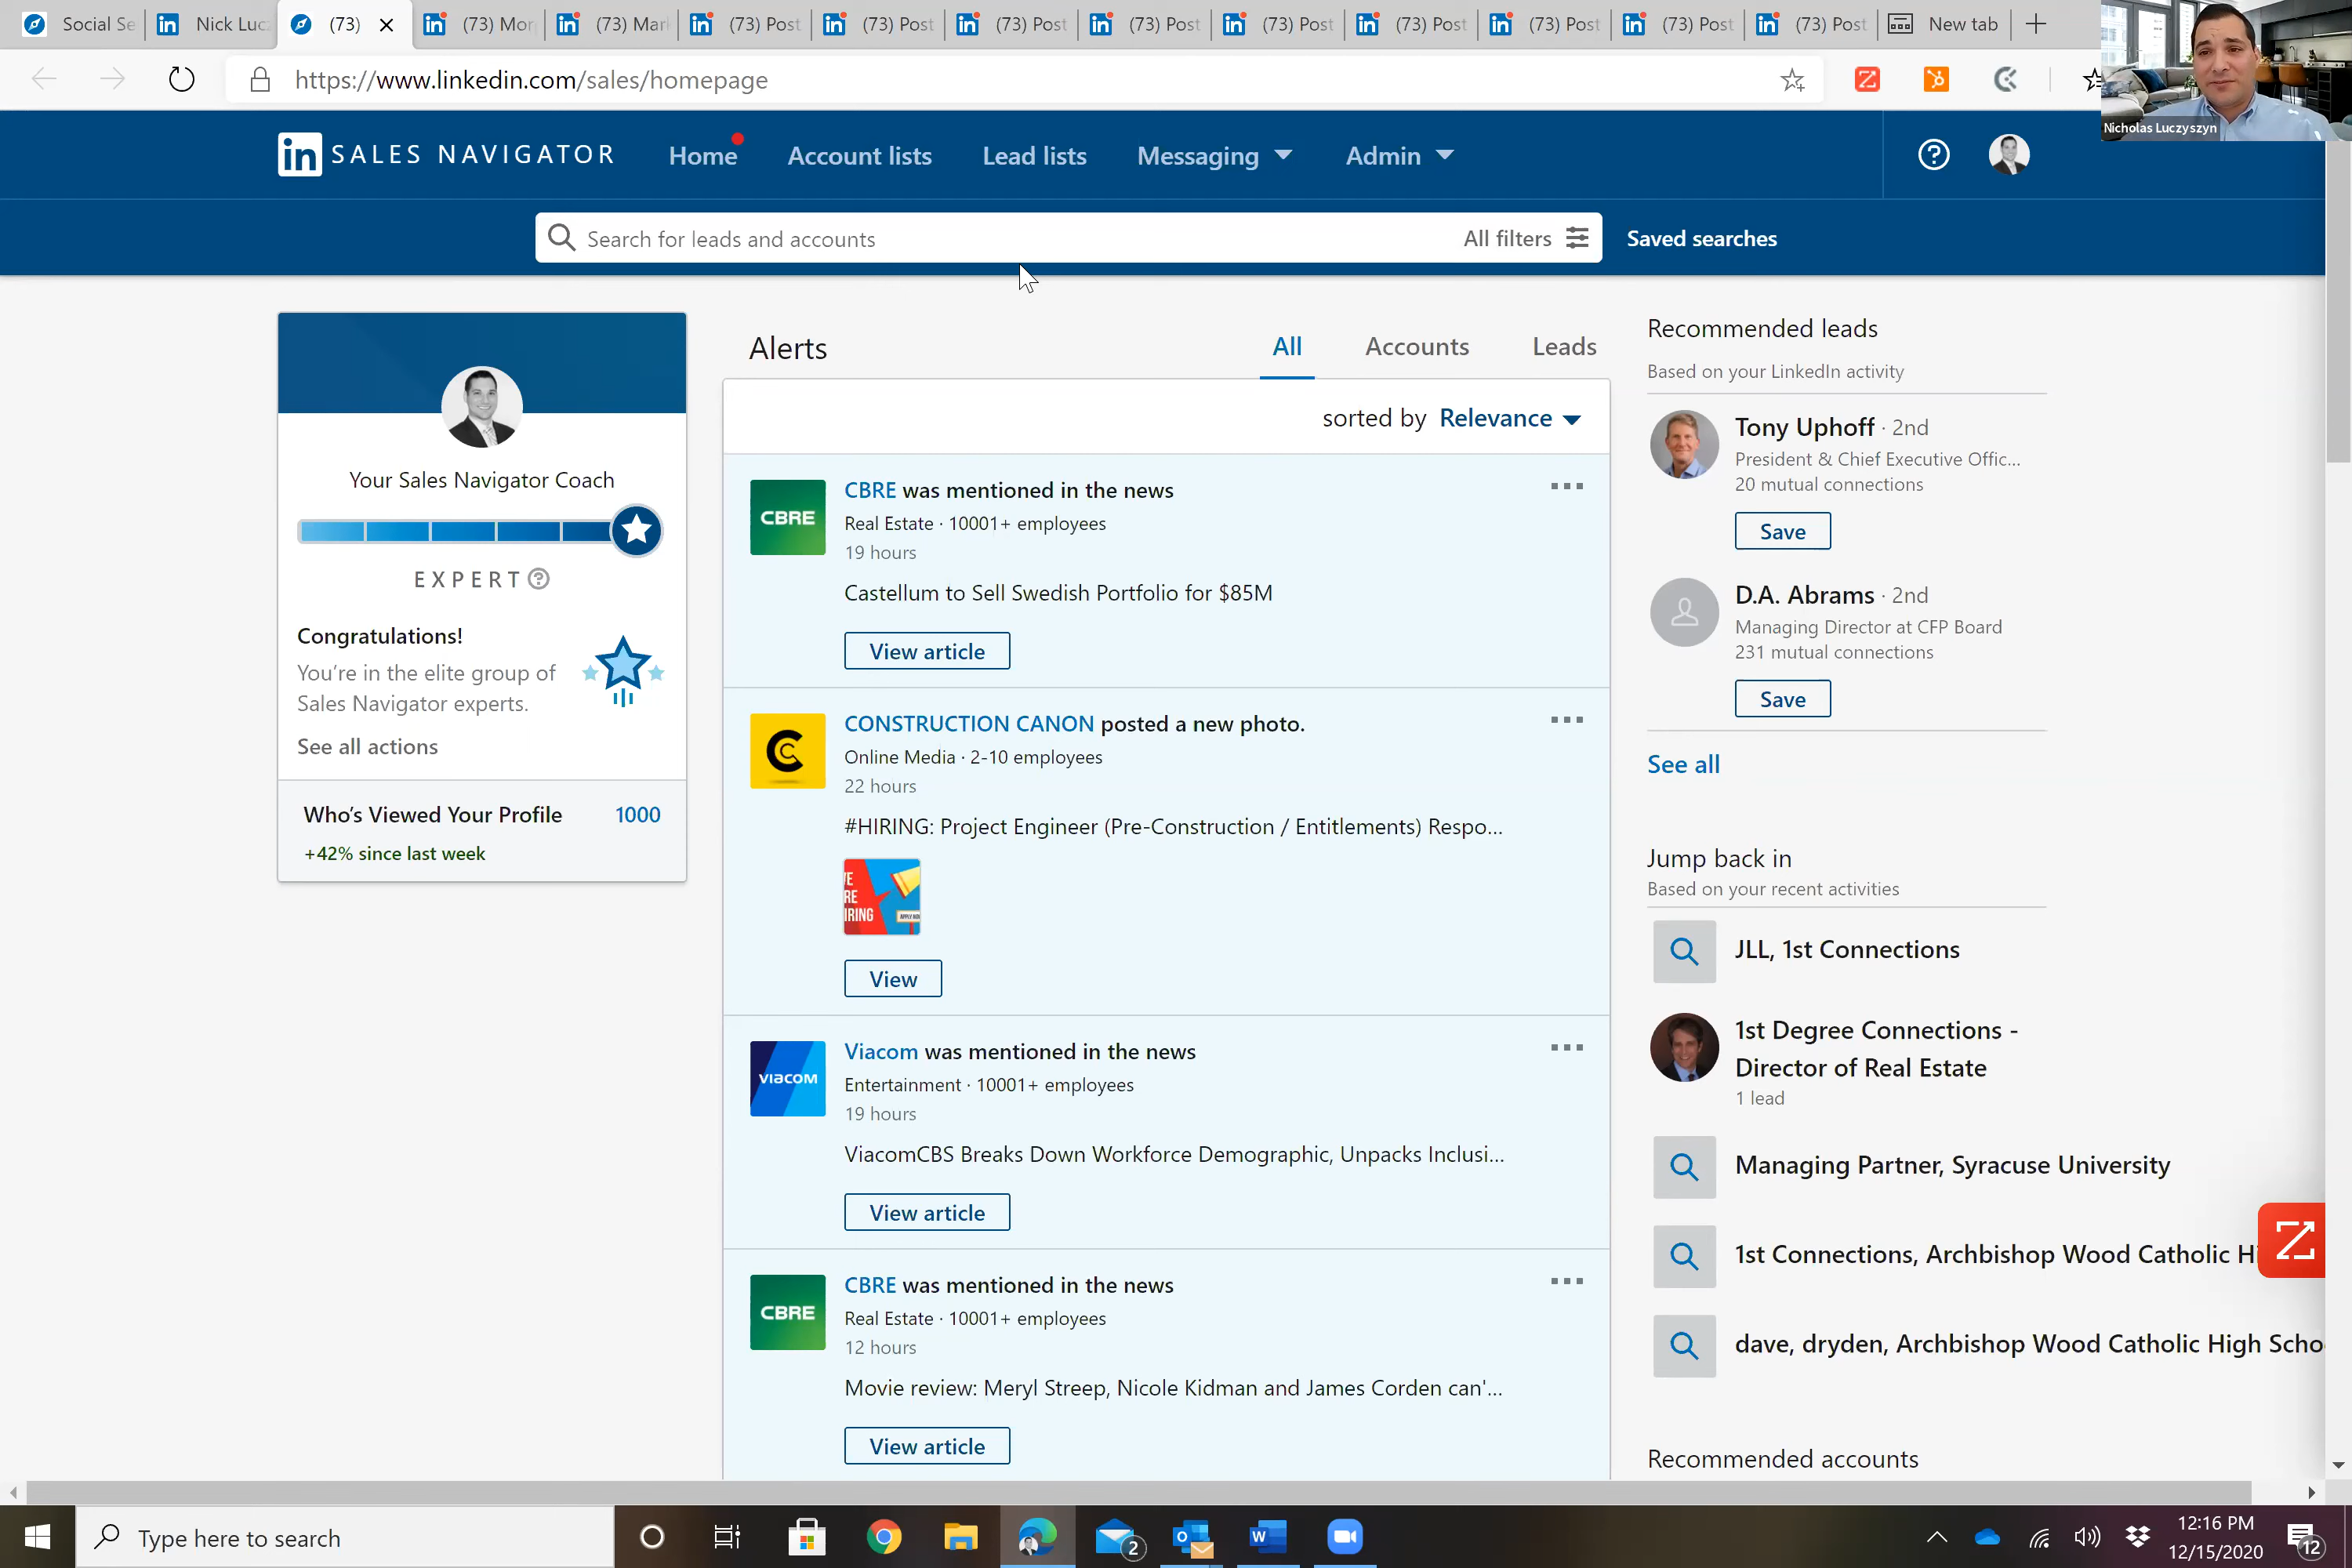 Social Se
Nick Lucz
(73)
(73) Mor
(73) Mar
(73) Post
(73) Post
(73) Post
(73) Post
(73) Post
(73) Post
(73) Post
(73) Post
(73) Post
New tab
https://www.linkedin.com/sales/homepage
Nicholas Luczyszyn
in SALES NAVIGATOR
Home
Account lists
Lead lists
Messaging
Admin
Search for leads and accounts
All filters
Saved searches
Your Sales Navigator Coach
EXPERT
Congratulations!
You're in the elite group of
Sales Navigator experts.
See all actions
Who's Viewed Your Profile 1000
+42% since last week
Alerts
All
Accounts
Leads
sorted by Relevance
CBRE
CBRE was mentioned in the news
Real Estate · 10001+ employees
19 hours
Castellum to Sell Swedish Portfolio for $85M
View article
CONSTRUCTION CANON posted a new photo.
Online Media · 2-10 employees
22 hours
#HIRING: Project Engineer (Pre-Construction / Entitlements) Respo...
VE
RE
IRING
APPLY NOW
View
VIACOM
Viacom was mentioned in the news
Entertainment · 10001+ employees
19 hours
ViacomCBS Breaks Down Workforce Demographic, Unpacks Inclusi...
View article
CBRE
CBRE was mentioned in the news
Real Estate · 10001+ employees
12 hours
Movie review: Meryl Streep, Nicole Kidman and James Corden can'...
View article
Recommended leads
Based on your LinkedIn activity
Tony Uphoff · 2nd
President & Chief Executive Offic...
20 mutual connections
Save
D.A. Abrams · 2nd
Managing Director at CFP Board
231 mutual connections
Save
See all
Jump back in
Based on your recent activities
JLL, 1st Connections
1st Degree Connections -
Director of Real Estate
1 lead
Managing Partner, Syracuse University
1st Connections, Archbishop Wood Catholic Hi
dave, dryden, Archbishop Wood Catholic High Scho
Recommended accounts
Type here to search
2
12:16 PM
12/15/2020
12